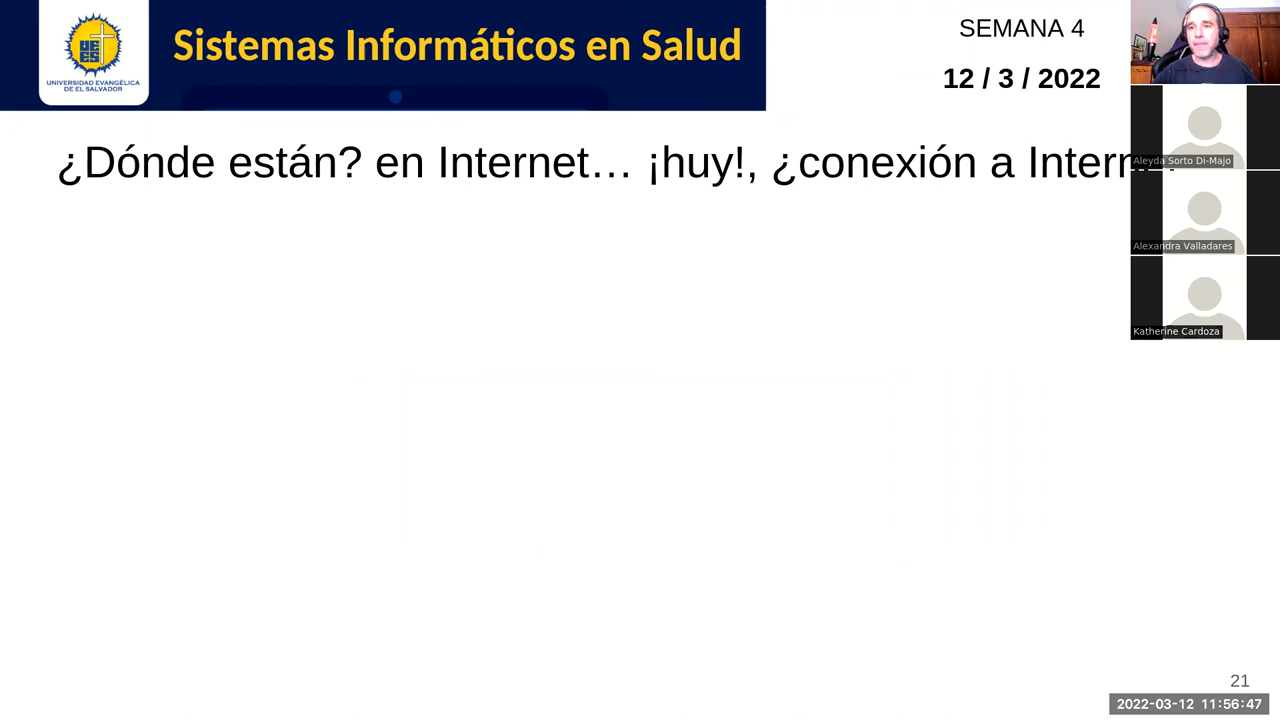 Sistemas Informáticos en Salud
UNIVERSIDAD EVANGÉLICA
DE EL SALVADOR
SEMANA 4
12 / 3 / 2022
¿Dónde están? en Internet… ¡huy!, ¿conexión a
Aleyda Sorto Di-Majo
Alexandra Valladares
Katherine Cardoza
21
2022-03-12 11:56:47